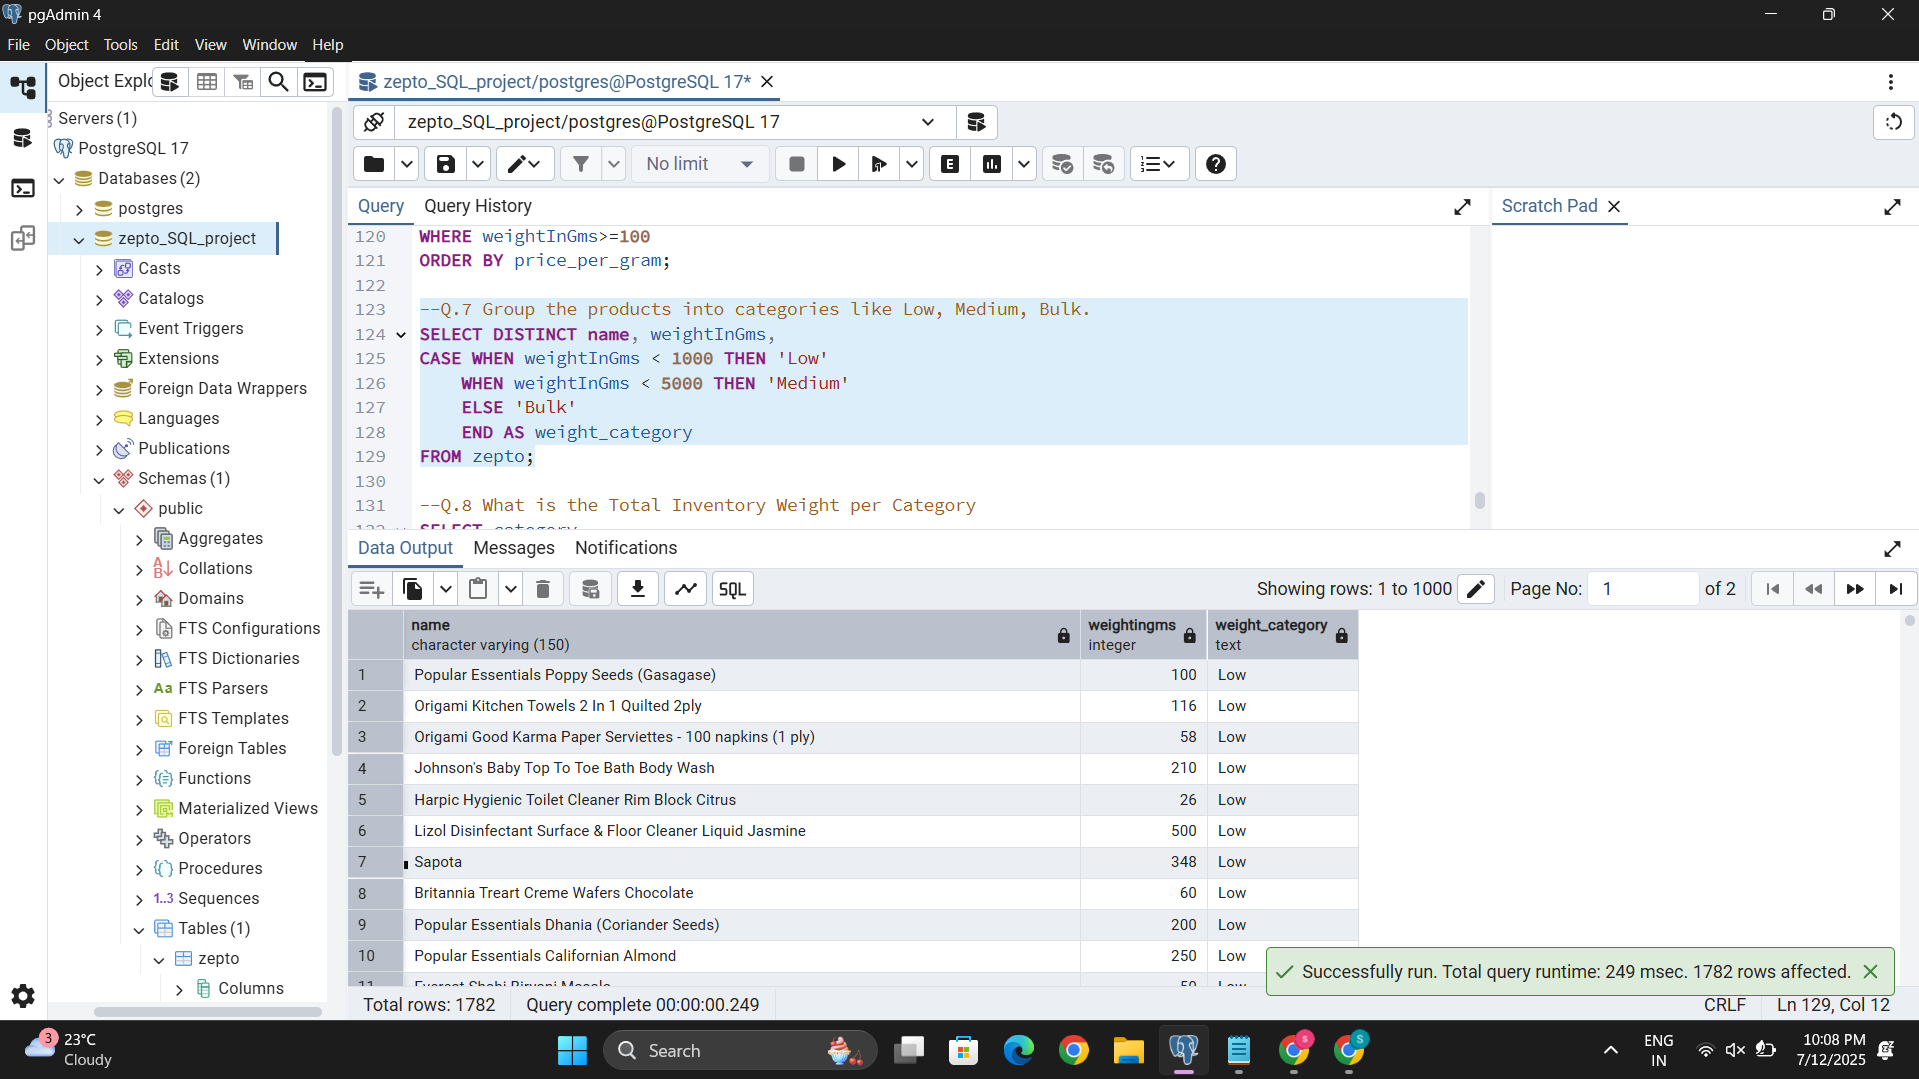 pgAdmin 4
File Object Tools Edit View Window Help
Object Explo
zepto_SQL_project/postgres@PostgreSQL 17*
Servers (1)
PostgreSQL 17
Databases (2)
postgres
zepto_SQL_project
Casts
Catalogs
Event Triggers
Extensions
Foreign Data Wrappers
Languages
Publications
Schemas (1)
public
Aggregates
Collations
Domains
FTS Configurations
FTS Dictionaries
FTS Parsers
FTS Templates
Foreign Tables
Functions
Materialized Views
Operators
Procedures
Sequences
Tables (1)
zepto
Columns
zepto_SQL_project/postgres@PostgreSQL 17
No limit
Query Query History
Scratch Pad
120 WHERE weightInGms>=100
121 ORDER BY price_per_gram;
122
123 --Q.7 Group the products into categories like Low, Medium, Bulk.
124 SELECT DISTINCT name, weightInGms,
125 CASE WHEN weightInGms < 1000 THEN 'Low'
126 WHEN weightInGms < 5000 THEN 'Medium'
127 ELSE 'Bulk'
128 END AS weight_category
129 FROM zepto;
130
131 --Q.8 What is the Total Inventory Weight per Category
132 SELECT category
Data Output Messages Notifications
SQL
Showing rows: 1 to 1000
Page No: 1 of 2
name weightingms weight_category
character varying (150) integer text
1 Popular Essentials Poppy Seeds (Gasagase) 100 Low
2 Origami Kitchen Towels 2 In 1 Quilted 2ply 116 Low
3 Origami Good Karma Paper Serviettes - 100 napkins (1 ply) 58 Low
4 Johnson's Baby Top To Toe Bath Body Wash 210 Low
5 Harpic Hygienic Toilet Cleaner Rim Block Citrus 26 Low
6 Lizol Disinfectant Surface & Floor Cleaner Liquid Jasmine 500 Low
7 Sapota 348 Low
8 Britannia Treart Creme Wafers Chocolate 60 Low
9 Popular Essentials Dhania (Coriander Seeds) 200 Low
10 Popular Essentials Californian Almond 250 Low
11 Everest Shahi Biryani Masala 50 Low
Successfully run. Total query runtime: 249 msec. 1782 rows affected.
Total rows: 1782 Query complete 00:00:00.249
CRLF Ln 129, Col 12
3 23°C
Cloudy
Search
ENG
IN
10:08 PM
7/12/2025